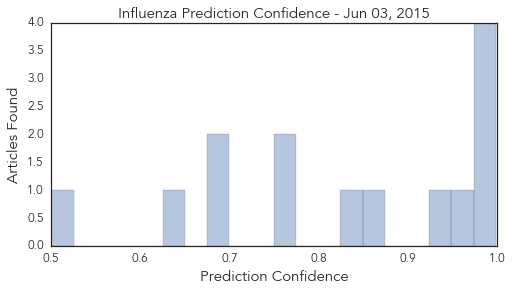 Influenza Prediction Confidence - Jun 03, 2015
Articles Found
4.0
3.5
3.0
2.5
2.0
1.5
1.0
0.5
0.0
0.5 0.6 0.7 0.8 0.9 1.0
Prediction Confidence